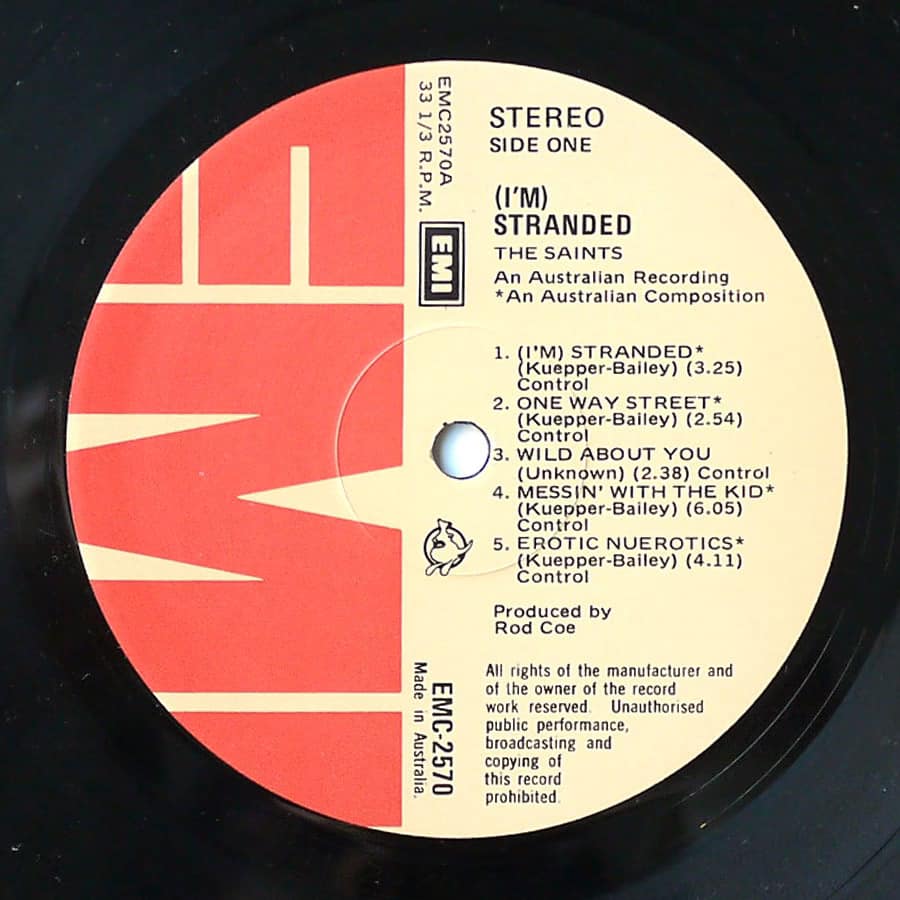 EMC2570A
33 1/3 R.P.M.
EMI
STEREO
SIDE ONE
(I'M)
STRANDED
THE SAINTS
An Australian Recording
*An Australian Composition
1. (I'M) STRANDED*
(Kuepper-Bailey) (3.25)
Control
2. ONE WAY STREET*
(Kuepper-Bailey) (2.54)
Control
3. WILD ABOUT YOU
(Unknown) (2.38) Control
4. MESSIN' WITH THE KID*
(Kuepper-Bailey) (6.05)
Control
5. EROTIC NUEROTICS*
(Kuepper-Bailey) (4.11)
Control
Produced by
Rod Coe
EMC-2570
Made in Australia.
All rights of the manufacturer and
of the owner of the record
work reserved. Unauthorised
public performance,
broadcasting and
copying of
this record
prohibited.
EMI